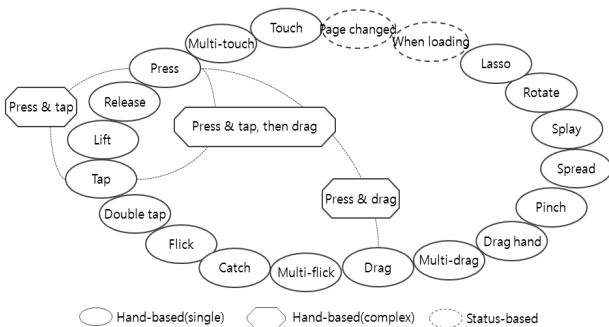 Touch
Page changed
When loading
Multi-touch
Lasso
Press
Rotate
Release
Press & tap
Press & tap, then drag
Splay
Lift
Spread
Tap
Press & drag
Pinch
Double tap
Drag hand
Flick
Multi-drag
Catch
Multi-flick
Drag
Hand-based(single)
Hand-based(complex)
Status-based